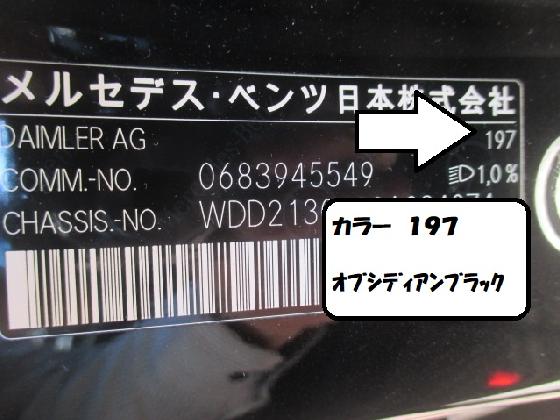 メルセデス・ベンツ日本株式会社
DAIMLER AG 197
COMM.-NO. 0683945549
1,0%
CHASSIS.-NO. WDD213
カラー 197
オブシディアンブラック